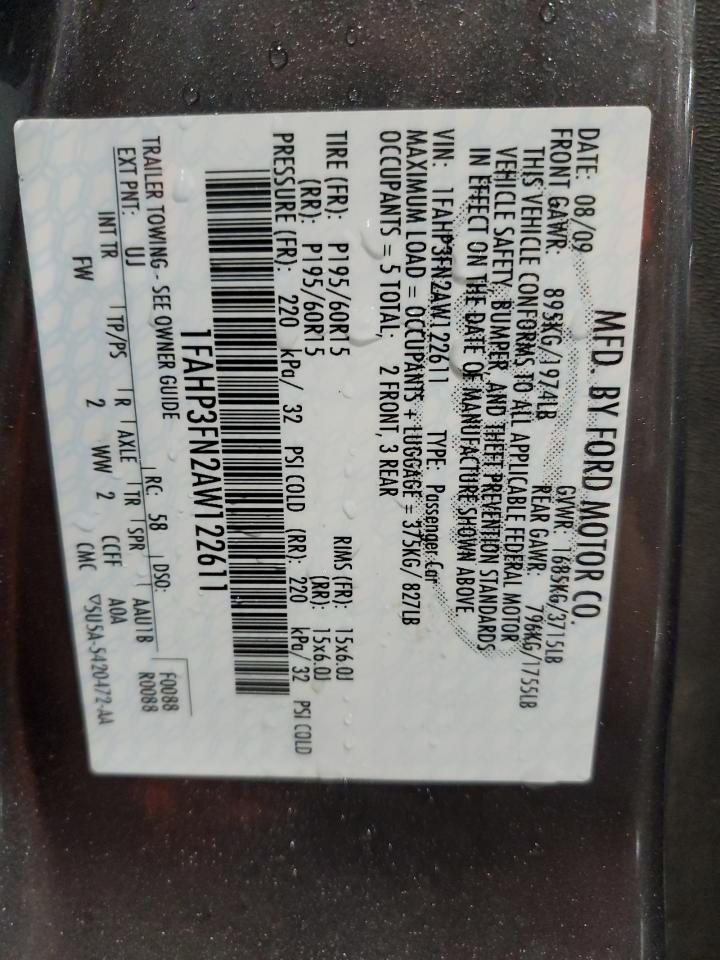 MFD. BY FORD MOTOR CO.
DATE: 08/09 GVWR: 1685KG/3715LB
FRONT GAWR: 895KG/1974LB REAR GAWR: 796KG/1755LB
THIS VEHICLE CONFORMS TO ALL APPLICABLE FEDERAL MOTOR
VEHICLE SAFETY, BUMPER, AND THEFT PREVENTION STANDARDS
IN EFFECT ON THE DATE OF MANUFACTURE SHOWN ABOVE.
VIN: 1FAHP3FN2AW122611 TYPE: Passenger Car
MAXIMUM LOAD = OCCUPANTS + LUGGAGE = 375KG/827LB
OCCUPANTS = 5 TOTAL; 2 FRONT, 3 REAR
TIRE (FR): P195/60R15 RIMS (FR): 15x6.0J
(RR): P195/60R15 (RR): 15x6.0J
PRESSURE (FR): 220 kPa/ 32 PSI COLD (RR): 220 kPa/ 32 PSI COLD
1FAHP3FN2AW122611
TRAILER TOWING - SEE OWNER GUIDE
F0088
EXT PNT: UJ RC: 58 DSO: AAU1B R0088
INT TR TP/PS R AXLE TR SPR
FW 2 WW 2 CCFF A0A
CMC ▽5U5A-5420472-AA